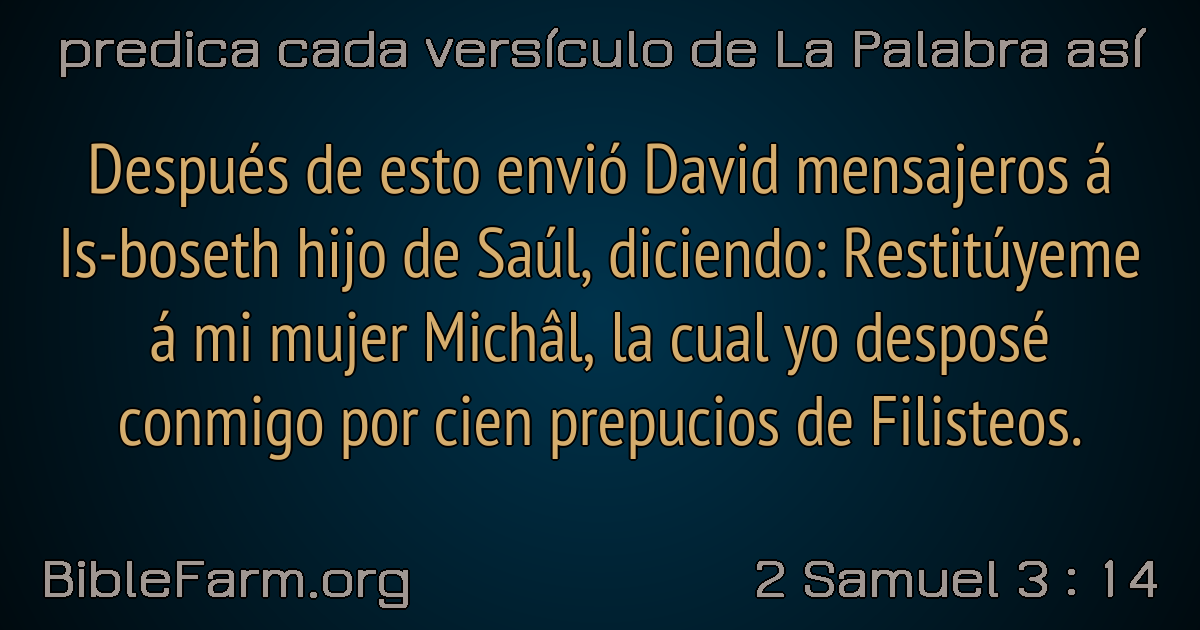 predica cada versículo de La Palabra así
Después de esto envió David mensajeros á
Is-boseth hijo de Saúl, diciendo: Restitúyeme
á mi mujer Michâl, la cual yo desposé
conmigo por cien prepucios de Filisteos.
BibleFarm.org
2 Samuel 3 : 14